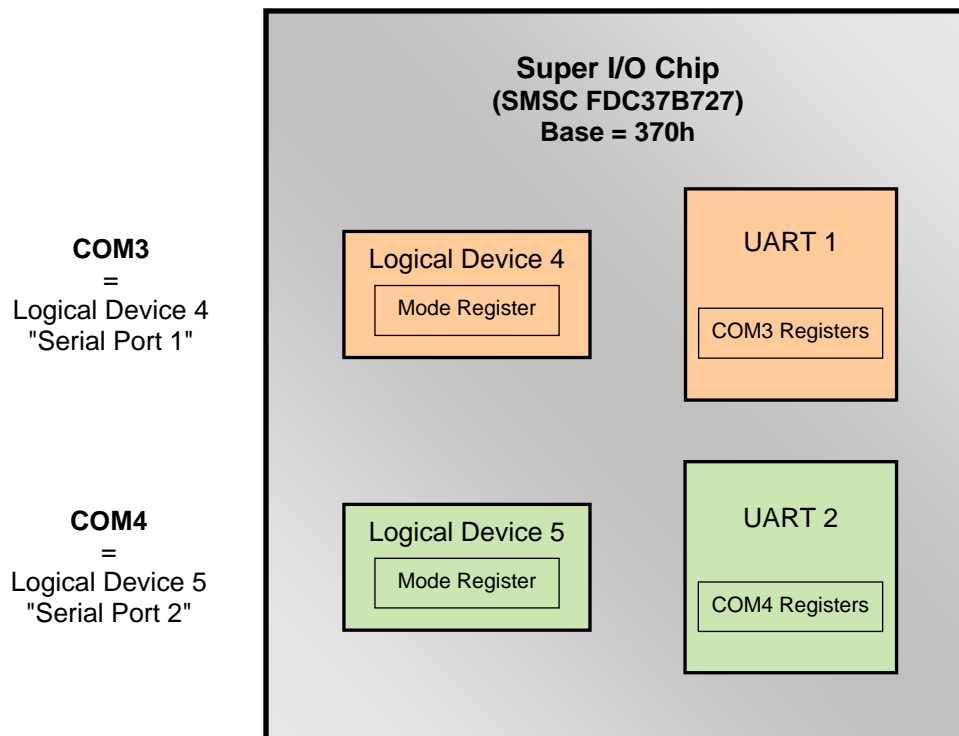 Super I/O Chip
(SMSC FDC37B727)
Base = 370h
COM3
=
Logical Device 4
"Serial Port 1"
Logical Device 4
Mode Register
UART 1
COM3 Registers
COM4
=
Logical Device 5
"Serial Port 2"
Logical Device 5
Mode Register
UART 2
COM4 Registers